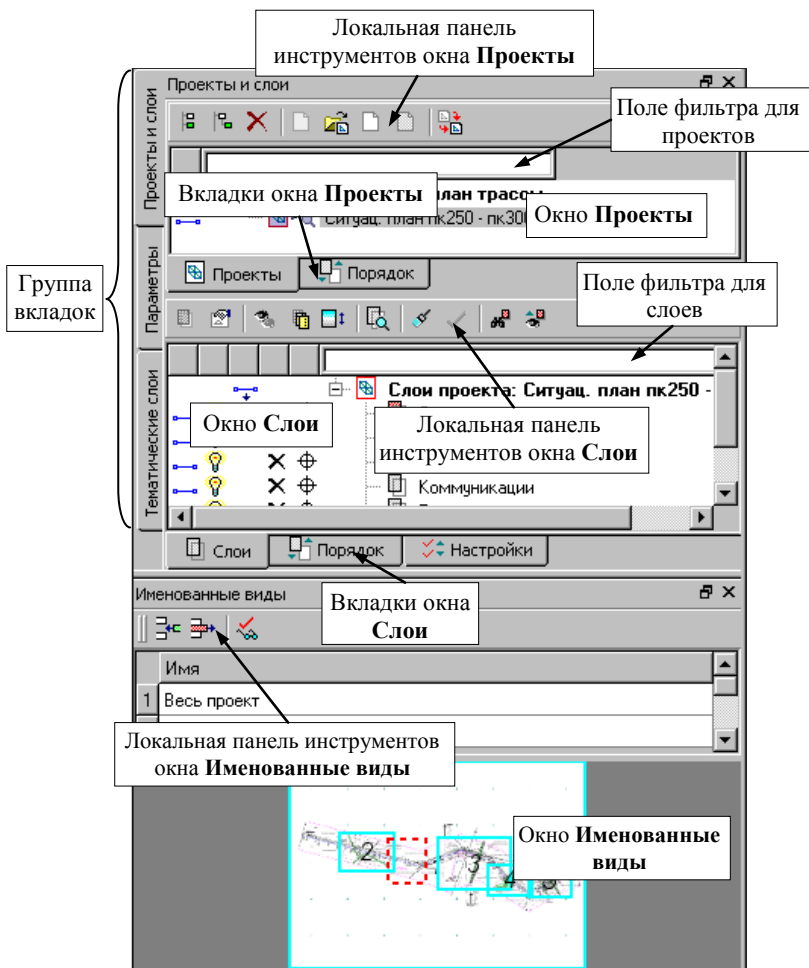 Локальная панель
инструментов окна Проекты
Проекты и слои
Проекты и слои
Поле фильтра для
проектов
Вкладки окна Проекты
план трассы
Ситуац. план пк250 - пк300
Окно Проекты
Проекты
Порядок
Группа
вкладок
Параметры
Поле фильтра для
слоев
Тематические слои
Слои проекта: Ситуац. план пк250 -
Окно Слои
Локальная панель
инструментов окна Слои
Коммуникации
Слои
Порядок
Настройки
Именованные виды
Вкладки окна
Слои
Имя
1 Весь проект
Локальная панель инструментов
окна Именованные виды
2
3
4
5
Окно Именованные
виды